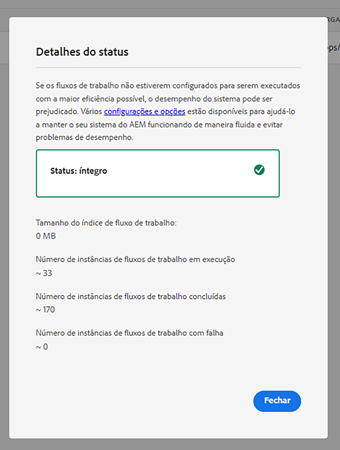 Detalhes do status
Se os fluxos de trabalho não estiverem configurados para serem executados
com a maior eficiência possível, o desempenho do sistema pode ser
prejudicado. Vários configurações e opções estão disponíveis para ajudá-lo
a manter o seu sistema do AEM funcionando de maneira fluida e evitar
problemas de desempenho.
Status: íntegro
Tamanho do índice de fluxo de trabalho:
0 MB
Número de instâncias de fluxos de trabalho em execução
~ 33
Número de instâncias de fluxos de trabalho concluídas
~ 170
Número de instâncias de fluxos de trabalho com falha
~ 0
Fechar